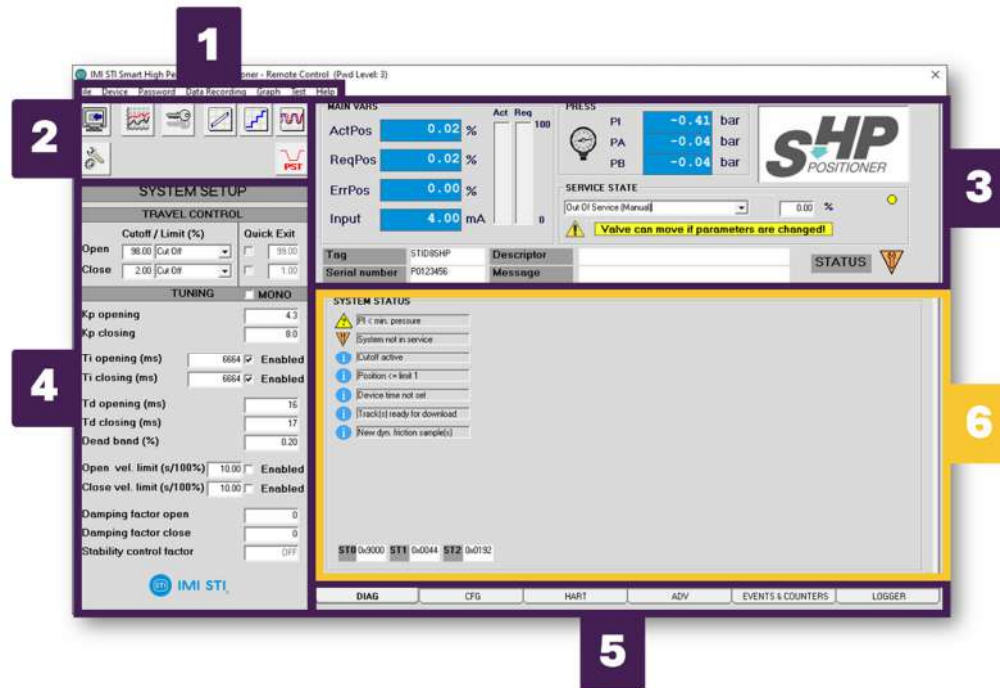 1
IMI STI Smart High Pe oner - Remote Control (Pwd Level: 3)
ile Device Password Data Recording Graph Test Help
2
PST
MAIN VARS
Act Req
ActPos 0.02 %
100
ReqPos 0.02 %
ErrPos 0.00 %
Input 4.00 mA
0
PRESS
PI -0.41 bar
PA -0.04 bar
PB -0.04 bar
SHP
POSITIONER
SERVICE STATE
Out Of Service (Manual) 0.00 %
Valve can move if parameters are changed!
Tag STID8SHP Descriptor
Serial number P0123456 Message
STATUS
3
SYSTEM SETUP
TRAVEL CONTROL
Cutoff / Limit (%) Quick Exit
Open 98.00 Cut Off 99.00
Close 2.00 Cut Off 1.00
TUNING MONO
Kp opening 4.3
Kp closing 8.0
Ti opening (ms) 6664 Enabled
Ti closing (ms) 6664 Enabled
Td opening (ms) 16
Td closing (ms) 17
Dead band (%) 0.20
Open vel. limit (s/100%) 10.00 Enabled
Close vel. limit (s/100%) 10.00 Enabled
Damping factor open 0
Damping factor close 0
Stability control factor OFF
STI IMI STI
4
SYSTEM STATUS
PI < min. pressure
System not in service
Cutoff active
Position <= limit 1
Device time not set
Track(s) ready for download
New dyn. friction sample(s)
ST0 0x9000 ST1 0x0044 ST2 0x0192
6
DIAG CFG HART ADV EVENTS & COUNTERS LOGGER
5